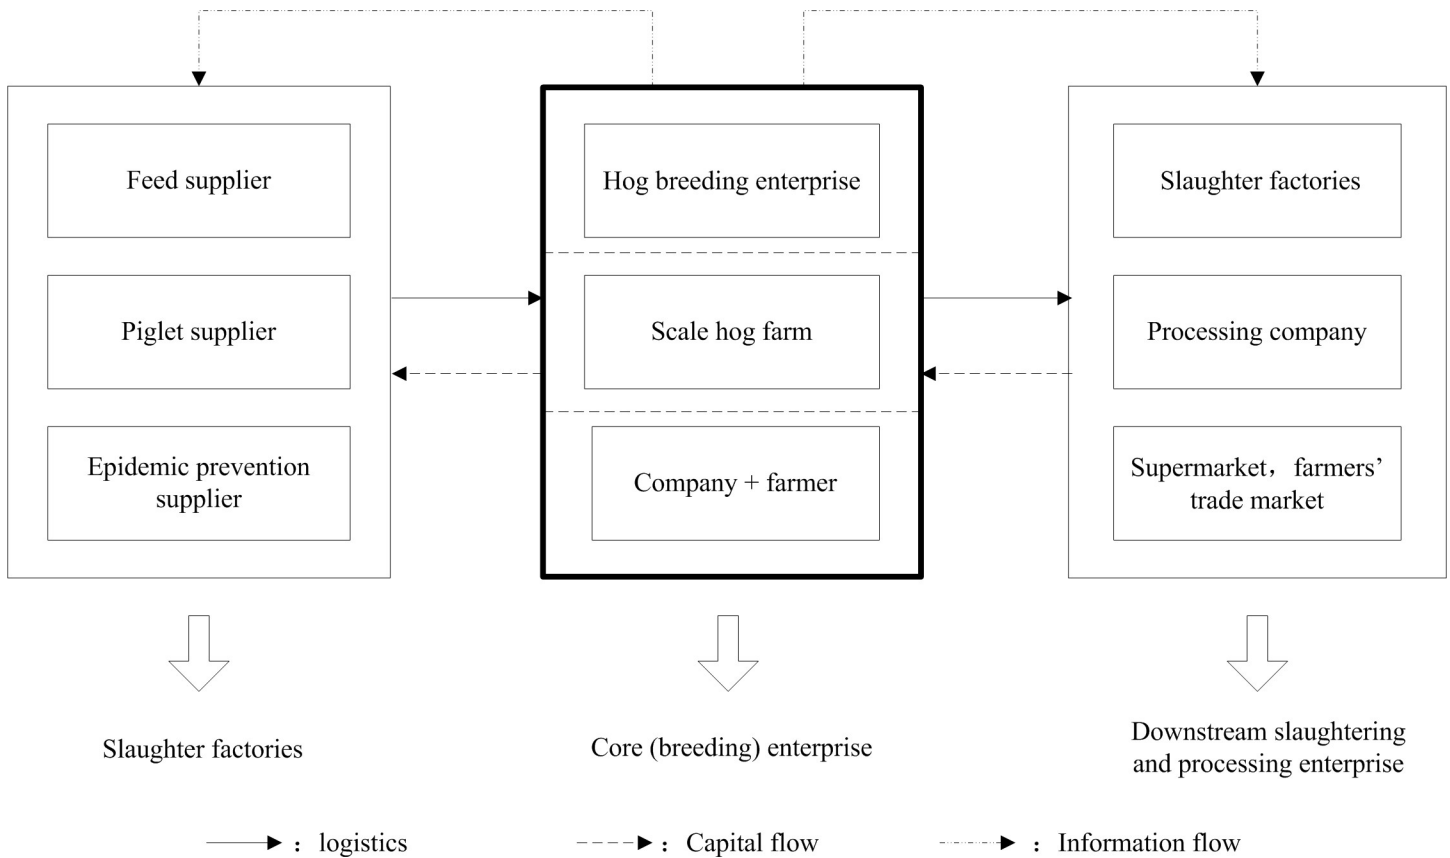 Feed supplier
Piglet supplier
Epidemic prevention
supplier
Hog breeding enterprise
Scale hog farm
Company + farmer
Slaughter factories
Processing company
Supermarket，farmers’
trade market
Slaughter factories
Core (breeding) enterprise
Downstream slaughtering
and processing enterprise
：logistics
：Capital flow
：Information flow